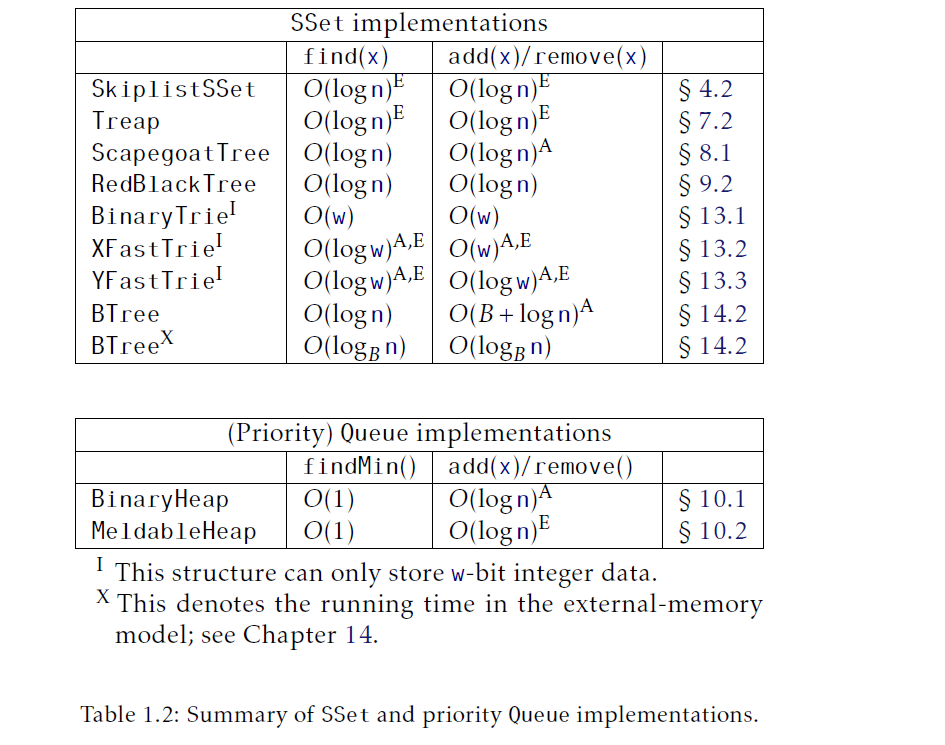 SSet implementations
find(x) add(x)/remove(x)
SkiplistSSet O(log n)^E O(log n)^E § 4.2
Treap O(log n)^E O(log n)^E § 7.2
ScapegoatTree O(log n) O(log n)^A § 8.1
RedBlackTree O(log n) O(log n) § 9.2
BinaryTrie^I O(w) O(w) § 13.1
XFastTrie^I O(log w)^A,E O(w)^A,E § 13.2
YFastTrie^I O(log w)^A,E O(log w)^A,E § 13.3
BTree O(log n) O(B + log n)^A § 14.2
BTree^X O(log_B n) O(log_B n) § 14.2
(Priority) Queue implementations
findMin() add(x)/remove()
BinaryHeap O(1) O(log n)^A § 10.1
MeldableHeap O(1) O(log n)^E § 10.2
^I This structure can only store w-bit integer data.
^X This denotes the running time in the external-memory
model; see Chapter 14.
Table 1.2: Summary of SSet and priority Queue implementations.